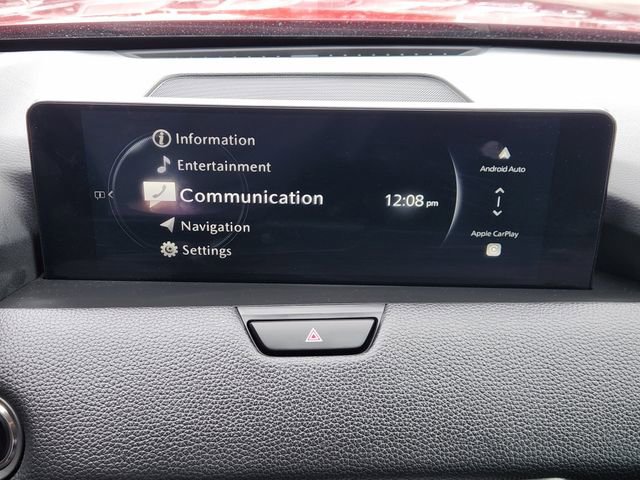 Information
Entertainment
Communication
Navigation
Settings
12:08 pm
Android Auto
Apple CarPlay